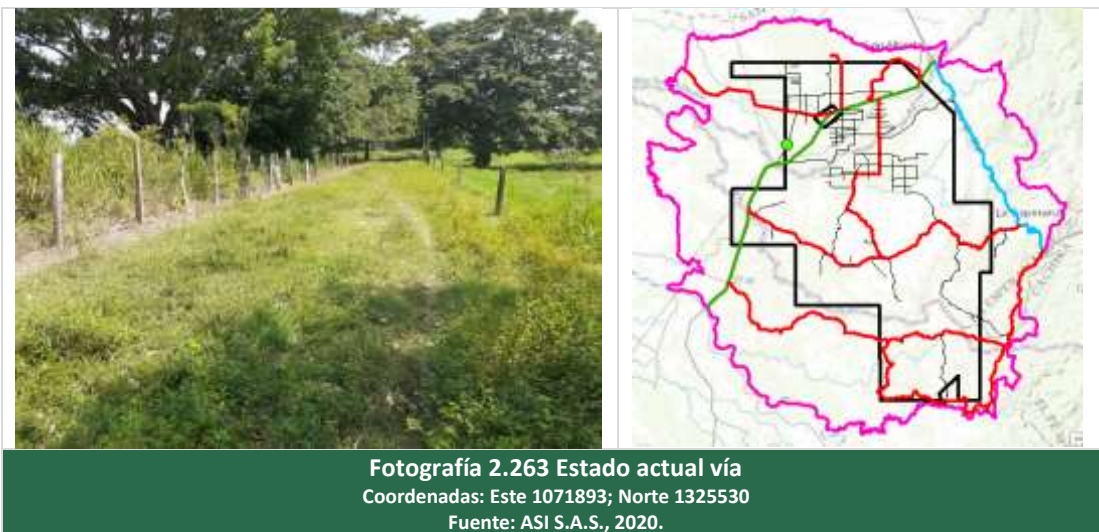 Fotografía 2.263 Estado actual vía
Coordenadas: Este 1071893; Norte 1325530
Fuente: ASI S.A.S., 2020.